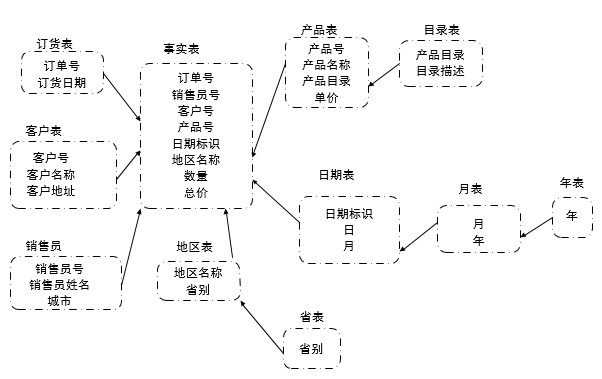 订货表
订单号
订货日期
客户表
客户号
客户名称
客户地址
销售员
销售员号
销售员姓名
城市
事实表
订单号
销售员号
客户号
产品号
日期标识
地区名称
数量
总价
地区表
地区名称
省别
省表
省别
产品表
产品号
产品名称
产品目录
单价
目录表
产品目录
目录描述
日期表
日期标识
日
月
月表
月
年
年表
年